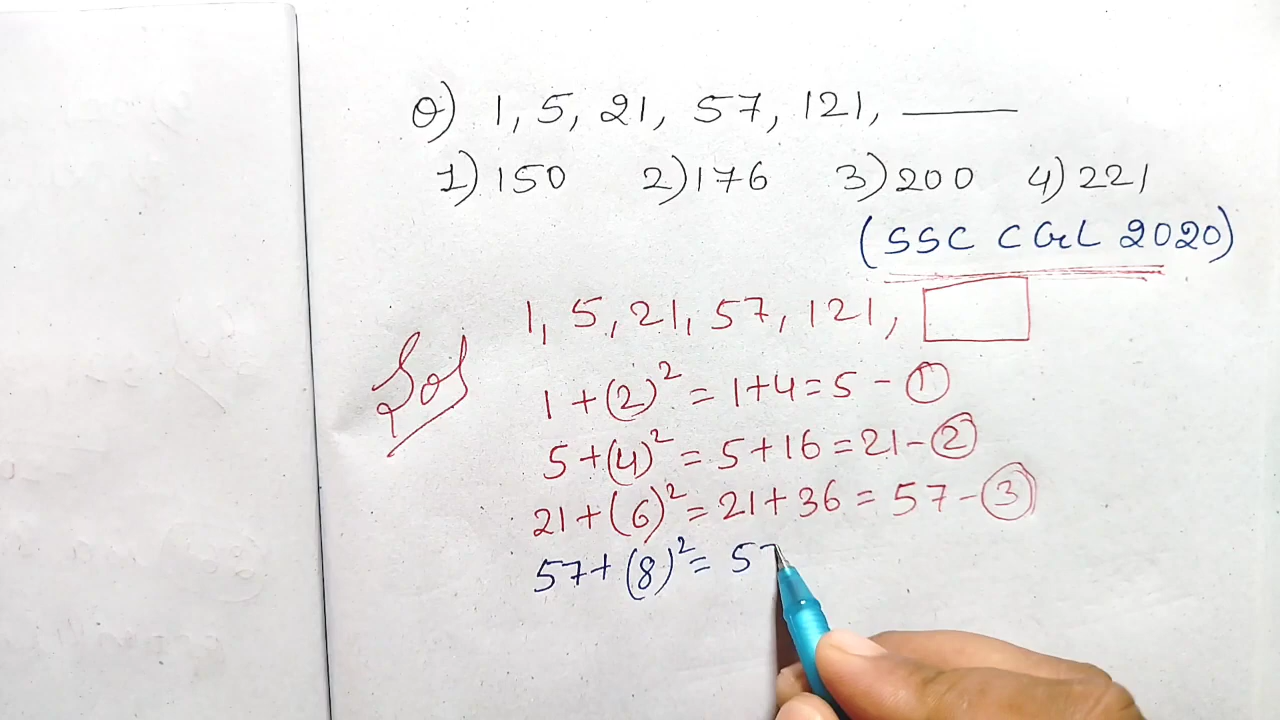 Q) 1, 5, 21, 57, 121, ———
1) 150 2) 176 3) 200 4) 221
(SSC CGL 2020)
Sol
1, 5, 21, 57, 121,
1 + (2)² = 1+4 = 5 - ①
5 + (4)² = 5+16 = 21 - ②
21 + (6)² = 21 + 36 = 57 - ③
57 + (8)² = 57